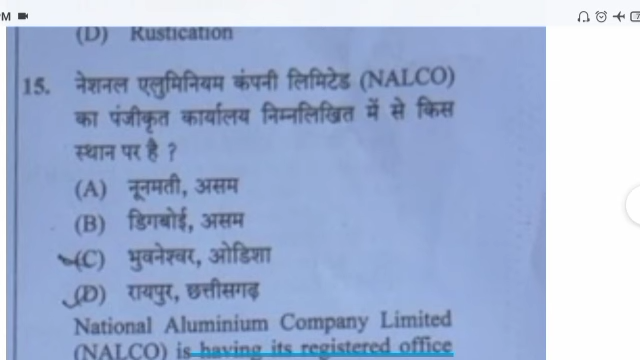 M
(D) Rustication
15. नेशनल एलुमिनियम कंपनी लिमिटेड (NALCO)
का पंजीकृत कार्यालय निम्नलिखित में से किस
स्थान पर है ?
(A) नूनमती, असम
(B) डिगबोई, असम
(C) भुवनेश्वर, ओडिशा
(D) रायपुर, छत्तीसगढ़
National Aluminium Company Limited
(NALCO) is having its registered office